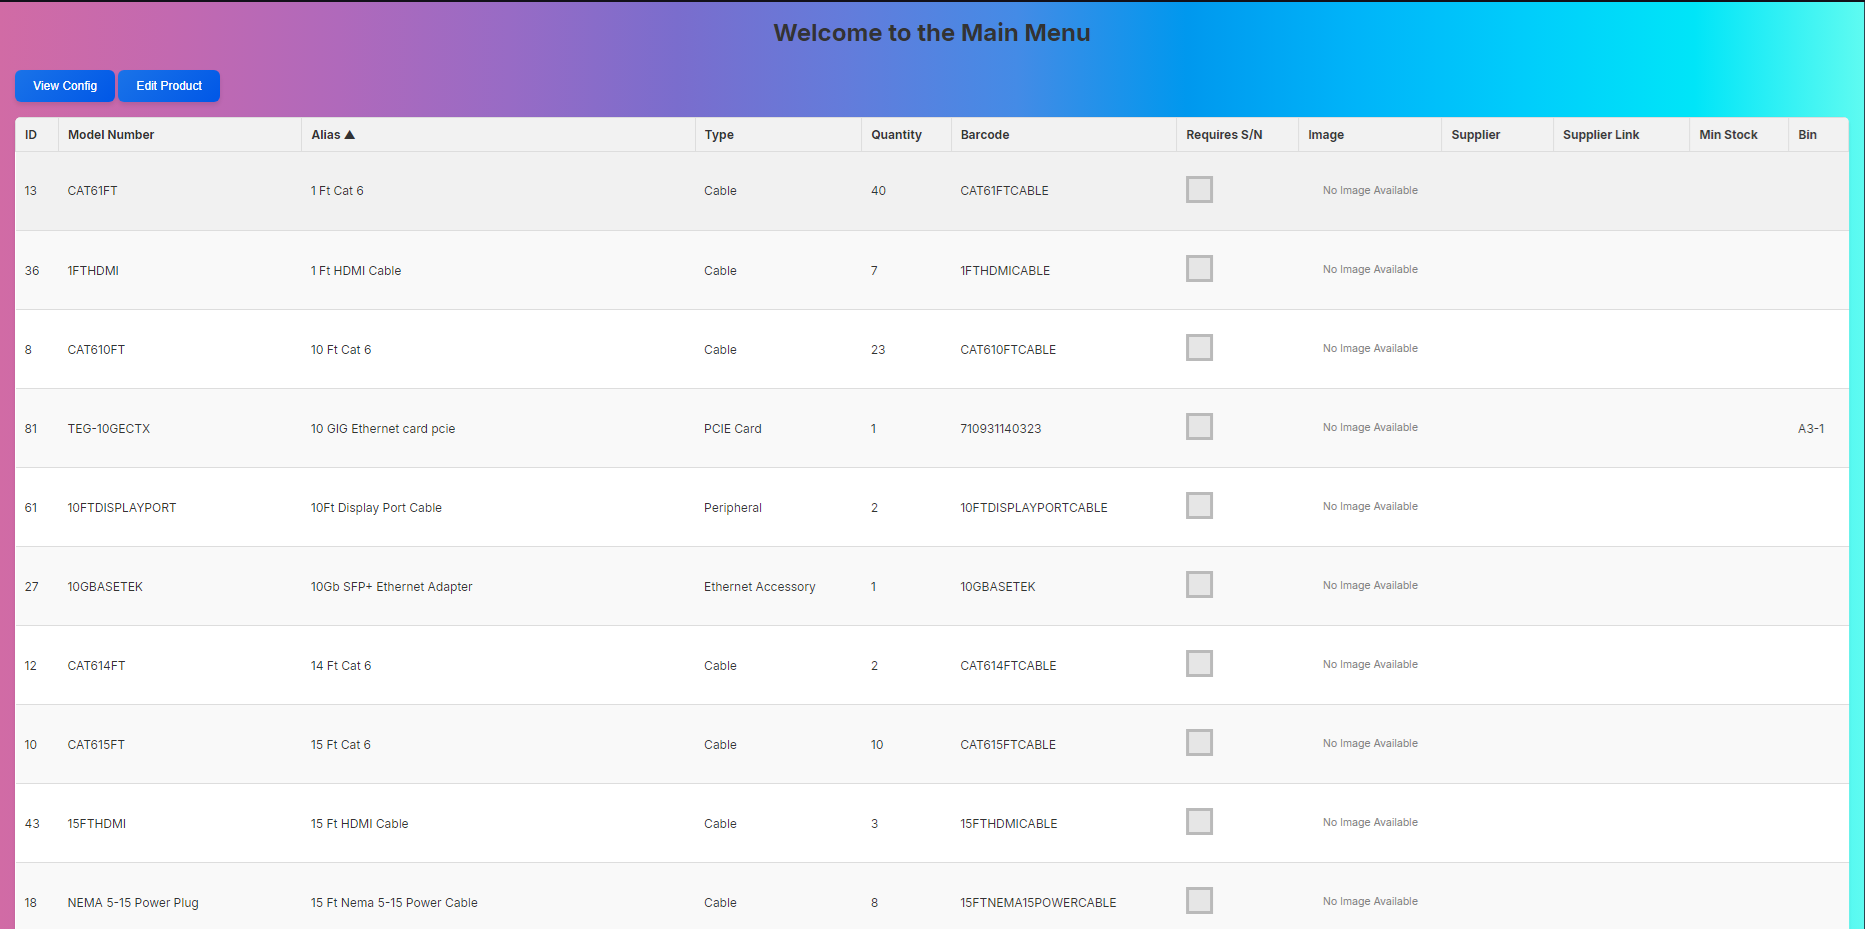 Welcome to the Main Menu
View Config Edit Product
ID Model Number Alias ▲ Type Quantity Barcode Requires S/N Image Supplier Supplier Link Min Stock Bin
13 CAT61FT 1 Ft Cat 6 Cable 40 CAT61FTCABLE No Image Available
36 1FTHDMI 1 Ft HDMI Cable Cable 7 1FTHDMICABLE No Image Available
8 CAT610FT 10 Ft Cat 6 Cable 23 CAT610FTCABLE No Image Available
81 TEG-10GECTX 10 GIG Ethernet card pcie PCIE Card 1 710931140323 No Image Available A3-1
61 10FTDISPLAYPORT 10Ft Display Port Cable Peripheral 2 10FTDISPLAYPORTCABLE No Image Available
27 10GBASETEK 10Gb SFP+ Ethernet Adapter Ethernet Accessory 1 10GBASETEK No Image Available
12 CAT614FT 14 Ft Cat 6 Cable 2 CAT614FTCABLE No Image Available
10 CAT615FT 15 Ft Cat 6 Cable 10 CAT615FTCABLE No Image Available
43 15FTHDMI 15 Ft HDMI Cable Cable 3 15FTHDMICABLE No Image Available
18 NEMA 5-15 Power Plug 15 Ft Nema 5-15 Power Cable Cable 8 15FTNEMA15POWERCABLE No Image Available